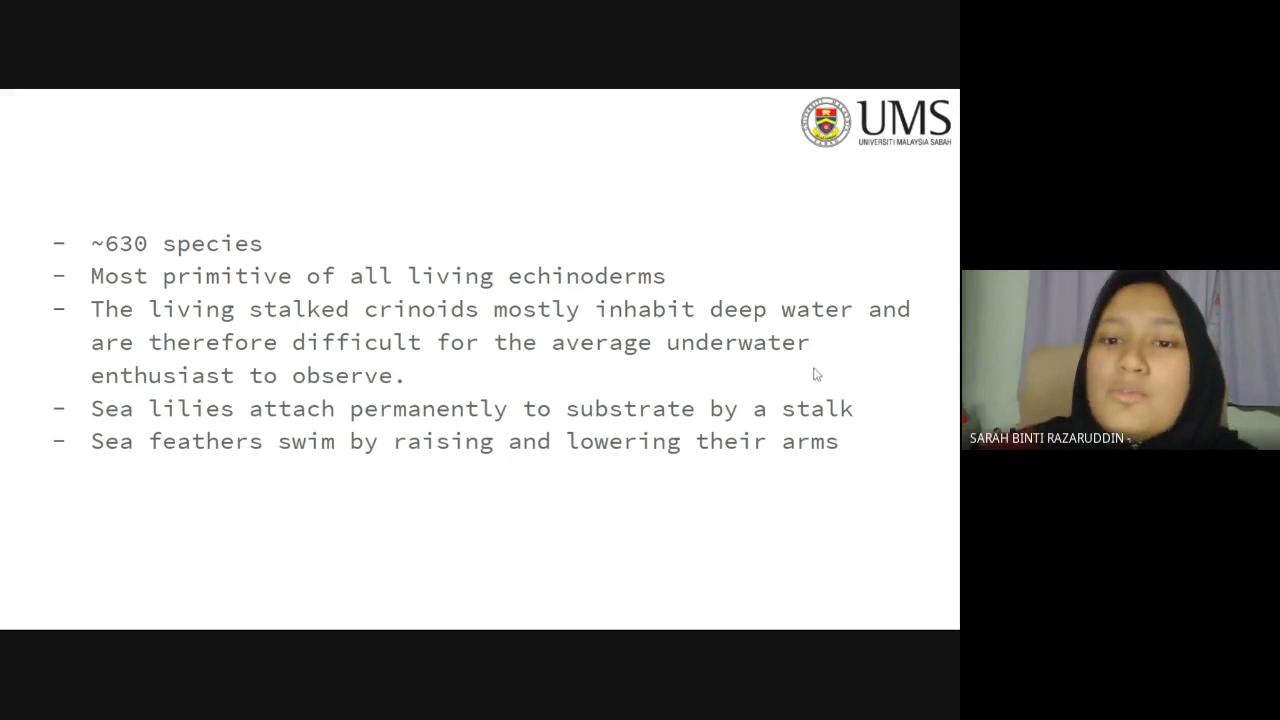 UMS
UNIVERSITI MALAYSIA SABAH
- ~630 species
- Most primitive of all living echinoderms
- The living stalked crinoids mostly inhabit deep water and
are therefore difficult for the average underwater
enthusiast to observe.
- Sea lilies attach permanently to substrate by a stalk
- Sea feathers swim by raising and lowering their arms
SARAH BINTI RAZARUDDIN -